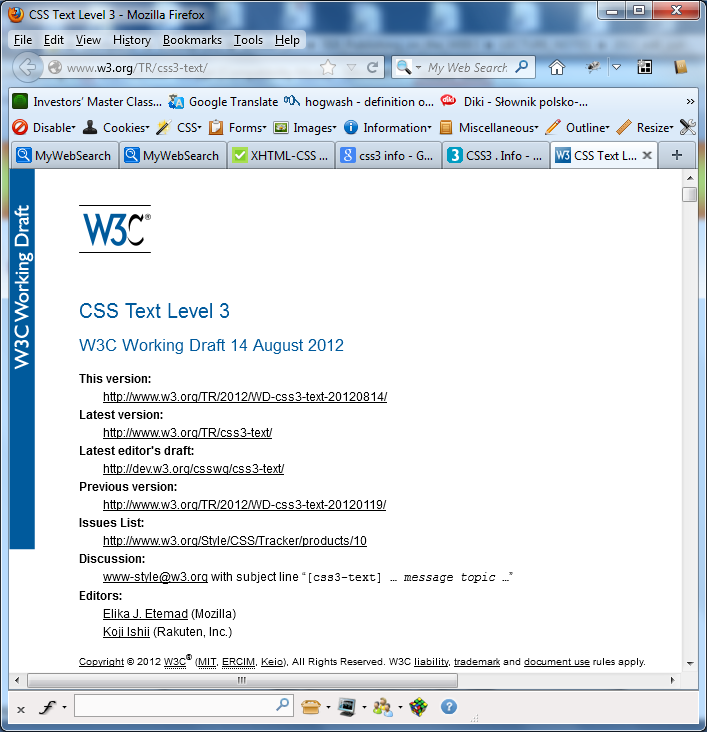 CSS Text Level 3 - Mozilla Firefox
File Edit View History Bookmarks Tools Help
www.w3.org/TR/css3-text/ My Web Search
Investors' Master Class... Google Translate hogwash - definition o... Diki - Słownik polsko-... »
Disable Cookies CSS Forms Images Information Miscellaneous Outline Resize
MyWebSearch MyWebSearch XHTML-CSS ... css3 info - G... CSS3 . Info - ... CSS Text L...
W3C Working Draft
W3C®
CSS Text Level 3
W3C Working Draft 14 August 2012
This version:
http://www.w3.org/TR/2012/WD-css3-text-20120814/
Latest version:
http://www.w3.org/TR/css3-text/
Latest editor's draft:
http://dev.w3.org/csswg/css3-text/
Previous version:
http://www.w3.org/TR/2012/WD-css3-text-20120119/
Issues List:
http://www.w3.org/Style/CSS/Tracker/products/10
Discussion:
www-style@w3.org with subject line “[css3-text] … message topic …”
Editors:
Elika J. Etemad (Mozilla)
Koji Ishii (Rakuten, Inc.)
Copyright © 2012 W3C® (MIT, ERCIM, Keio), All Rights Reserved. W3C liability, trademark and document use rules apply.